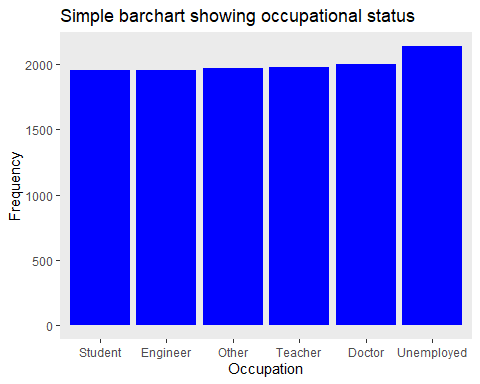 Simple barchart showing occupational status
Frequency
2000
1500
1000
500
0
Student Engineer Other Teacher Doctor Unemployed
Occupation